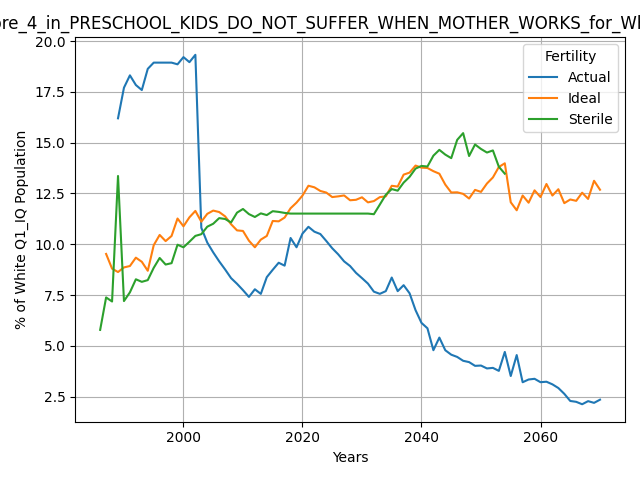 ore_4_in_PRESCHOOL_KIDS_DO_NOT_SUFFER_WHEN_MOTHER_WORKS_for_Wh
20.0
17.5
15.0
12.5
10.0
7.5
5.0
2.5
% of White Q1_IQ Population
Fertility
Actual
Ideal
Sterile
2000
2020
2040
2060
Years